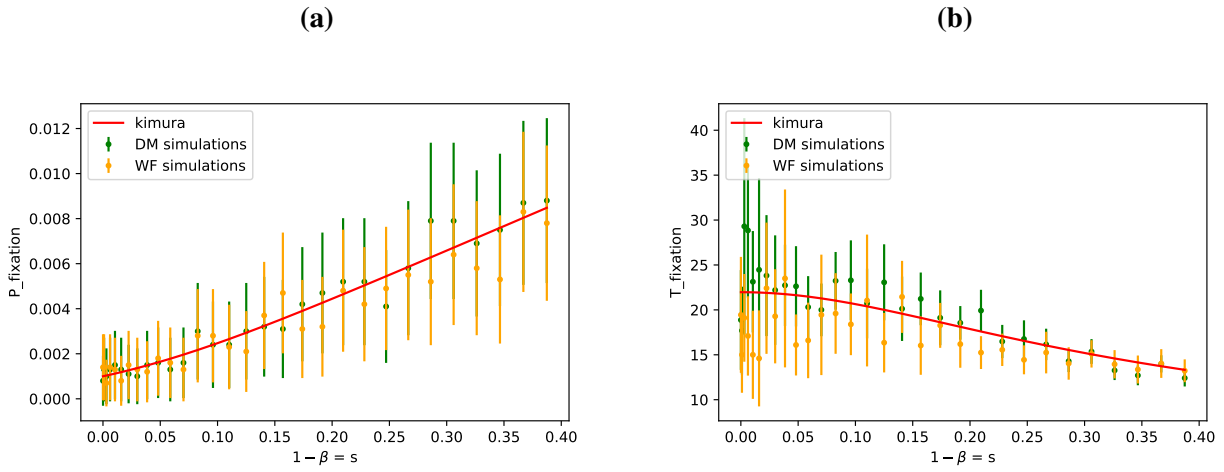 (a)
kimura
DM simulations
WF simulations
P_fixation
0.012
0.010
0.008
0.006
0.004
0.002
0.000
0.00 0.05 0.10 0.15 0.20 0.25 0.30 0.35 0.40
1 − β = s
(b)
kimura
DM simulations
WF simulations
T_fixation
40
35
30
25
20
15
10
0.00 0.05 0.10 0.15 0.20 0.25 0.30 0.35 0.40
1 − β = s